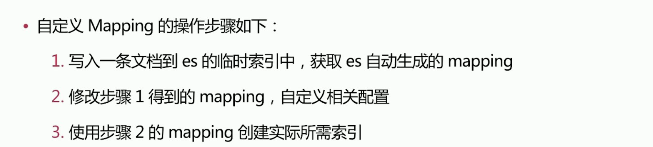 • 自定义 Mapping 的操作步骤如下：
1. 写入一条文档到 es 的临时索引中，获取 es 自动生成的 mapping
2. 修改步骤 1 得到的 mapping，自定义相关配置
3. 使用步骤 2 的 mapping 创建实际所需索引